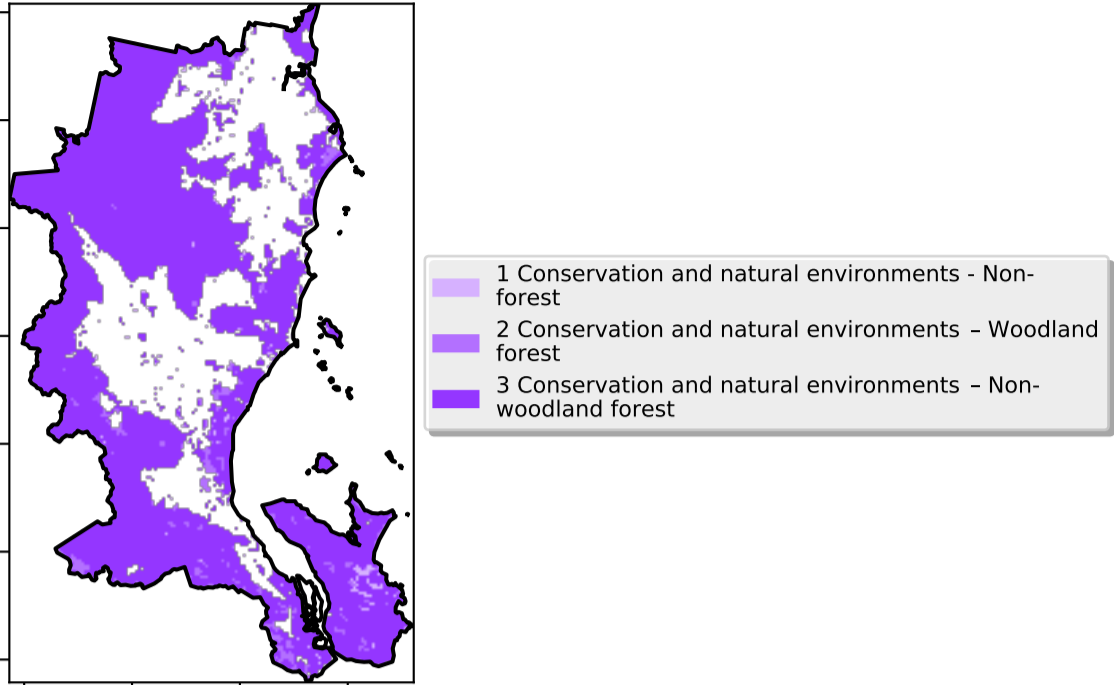 1 Conservation and natural environments - Non-
forest
2 Conservation and natural environments – Woodland
forest
3 Conservation and natural environments – Non-
woodland forest